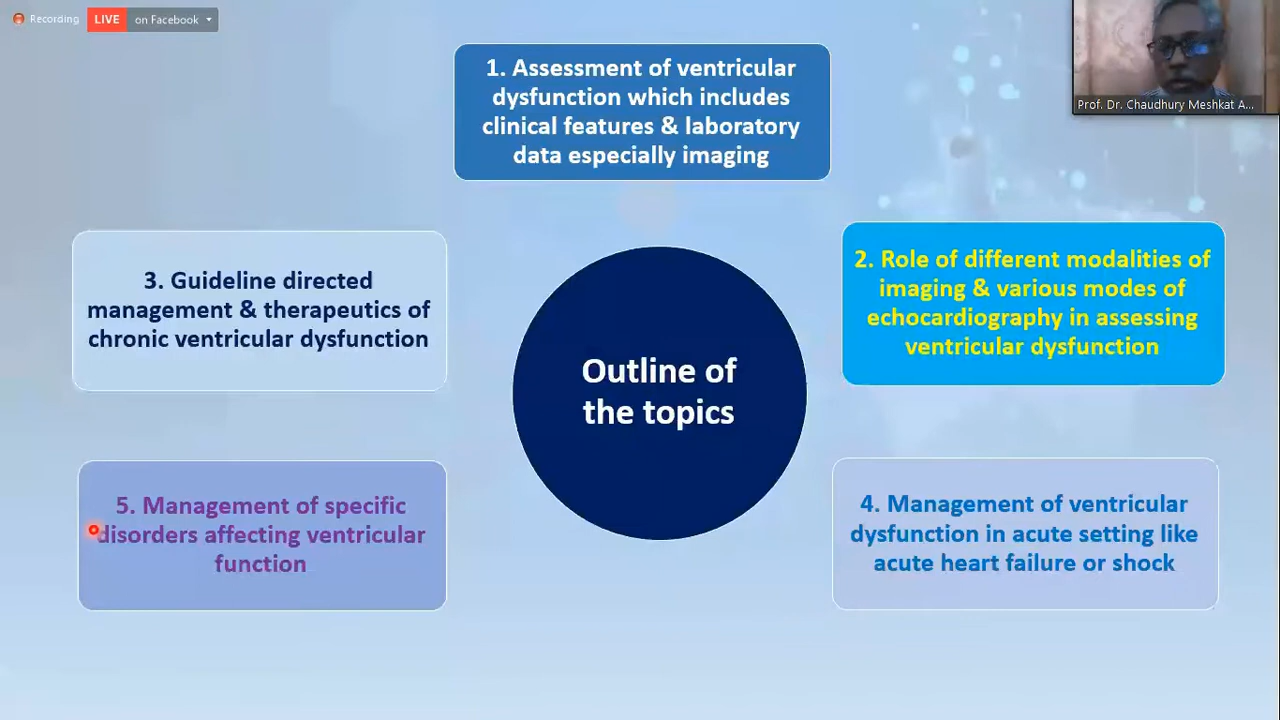 Recording
LIVE on Facebook
Prof. Dr. Chaudhury Meshkat A...
1. Assessment of ventricular
dysfunction which includes
clinical features & laboratory
data especially imaging
2. Role of different modalities of
imaging & various modes of
echocardiography in assessing
ventricular dysfunction
3. Guideline directed
management & therapeutics of
chronic ventricular dysfunction
Outline of
the topics
4. Management of ventricular
dysfunction in acute setting like
acute heart failure or shock
5. Management of specific
disorders affecting ventricular
function